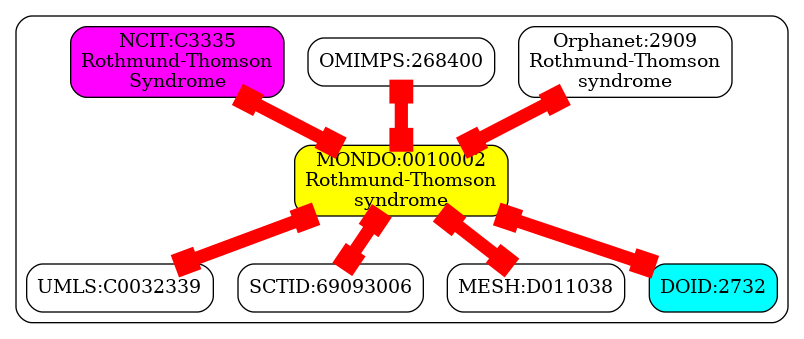 NCIT:C3335
Rothmund-Thomson
Syndrome
OMIMPS:268400
Orphanet:2909
Rothmund-Thomson
syndrome
MONDO:0010002
Rothmund-Thomson
syndrome
UMLS:C0032339
SCTID:69093006
MESH:D011038
DOID:2732